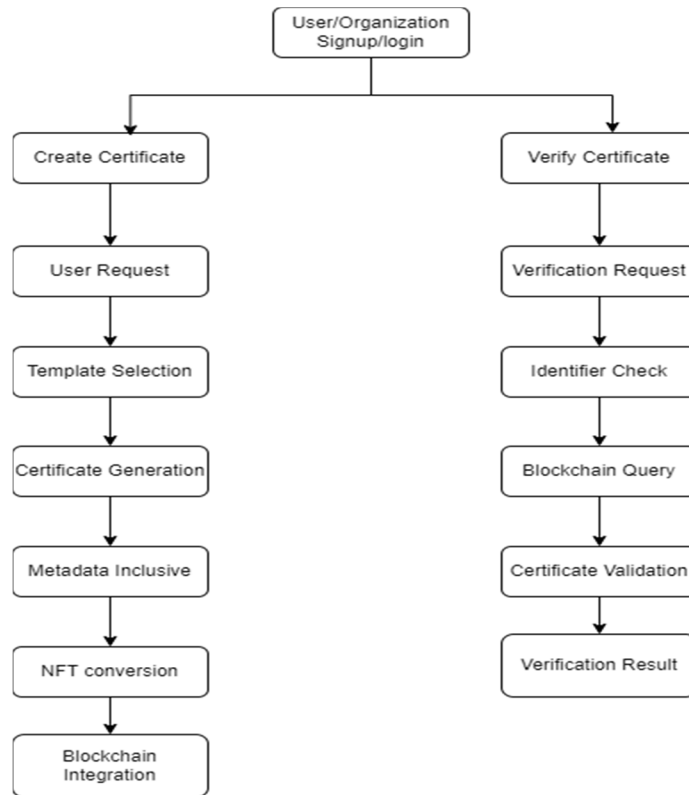 User/Organization
Signup/login
Create Certificate
Verify Certificate
User Request
Verification Request
Template Selection
Identifier Check
Certificate Generation
Blockchain Query
Metadata Inclusive
Certificate Validation
NFT conversion
Verification Result
Blockchain
Integration